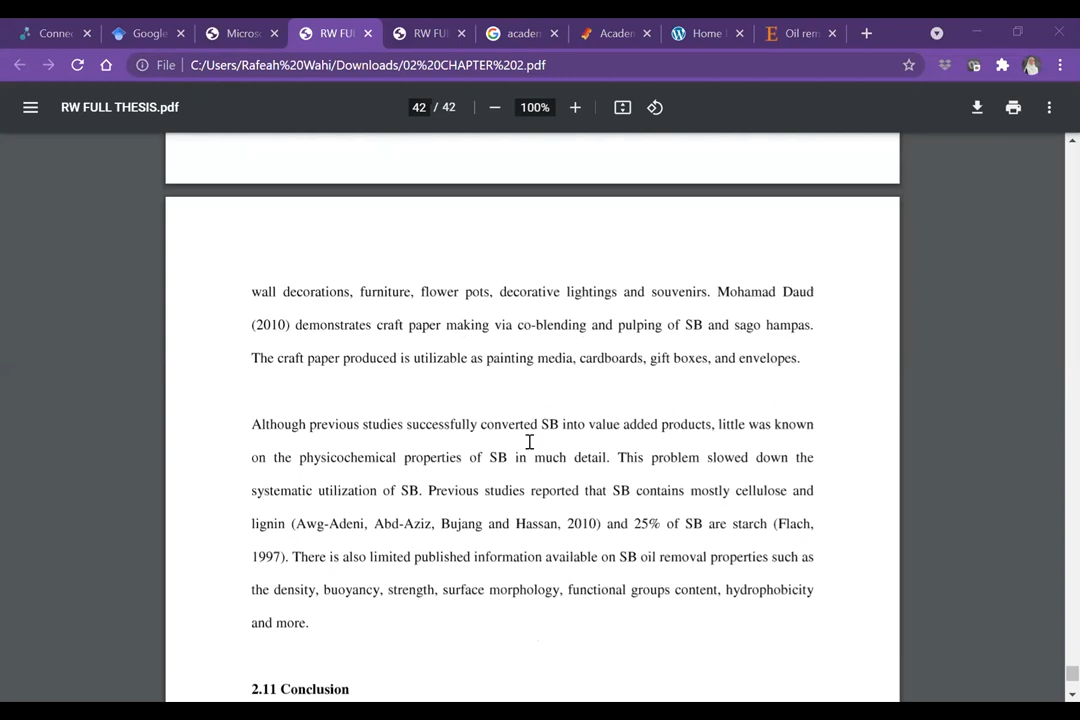 Connec
Google
Microso
RW FUL
RW FUL
academ
Academ
Home
Oil rem
File
C:/Users/Rafeah%20Wahi/Downloads/02%20CHAPTER%202.pdf
RW FULL THESIS.pdf
42 / 42
100%
wall decorations, furniture, flower pots, decorative lightings and souvenirs. Mohamad Daud
(2010) demonstrates craft paper making via co-blending and pulping of SB and sago hampas.
The craft paper produced is utilizable as painting media, cardboards, gift boxes, and envelopes.
Although previous studies successfully converted SB into value added products, little was known
on the physicochemical properties of SB in much detail. This problem slowed down the
systematic utilization of SB. Previous studies reported that SB contains mostly cellulose and
lignin (Awg-Adeni, Abd-Aziz, Bujang and Hassan, 2010) and 25% of SB are starch (Flach,
1997). There is also limited published information available on SB oil removal properties such as
the density, buoyancy, strength, surface morphology, functional groups content, hydrophobicity
and more.
2.11 Conclusion